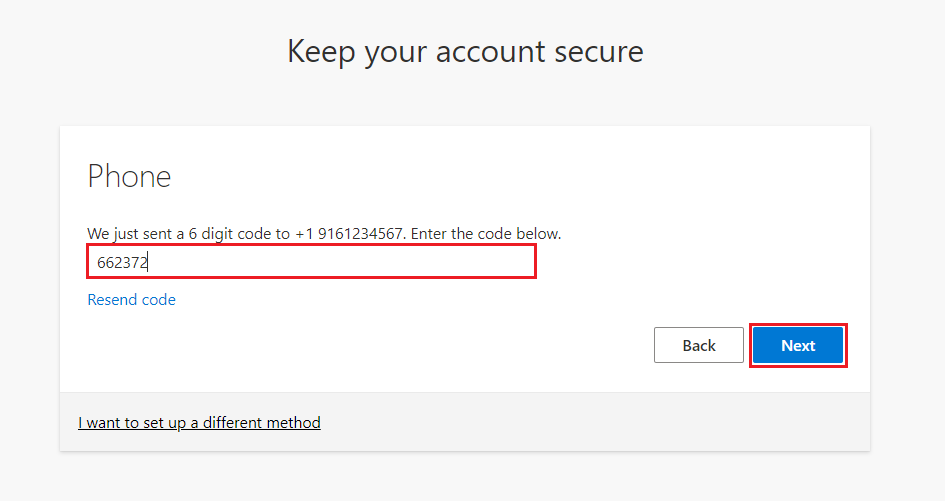 Keep your account secure
Phone
We just sent a 6 digit code to +1 9161234567. Enter the code below.
662372
Resend code
Back
Next
I want to set up a different method